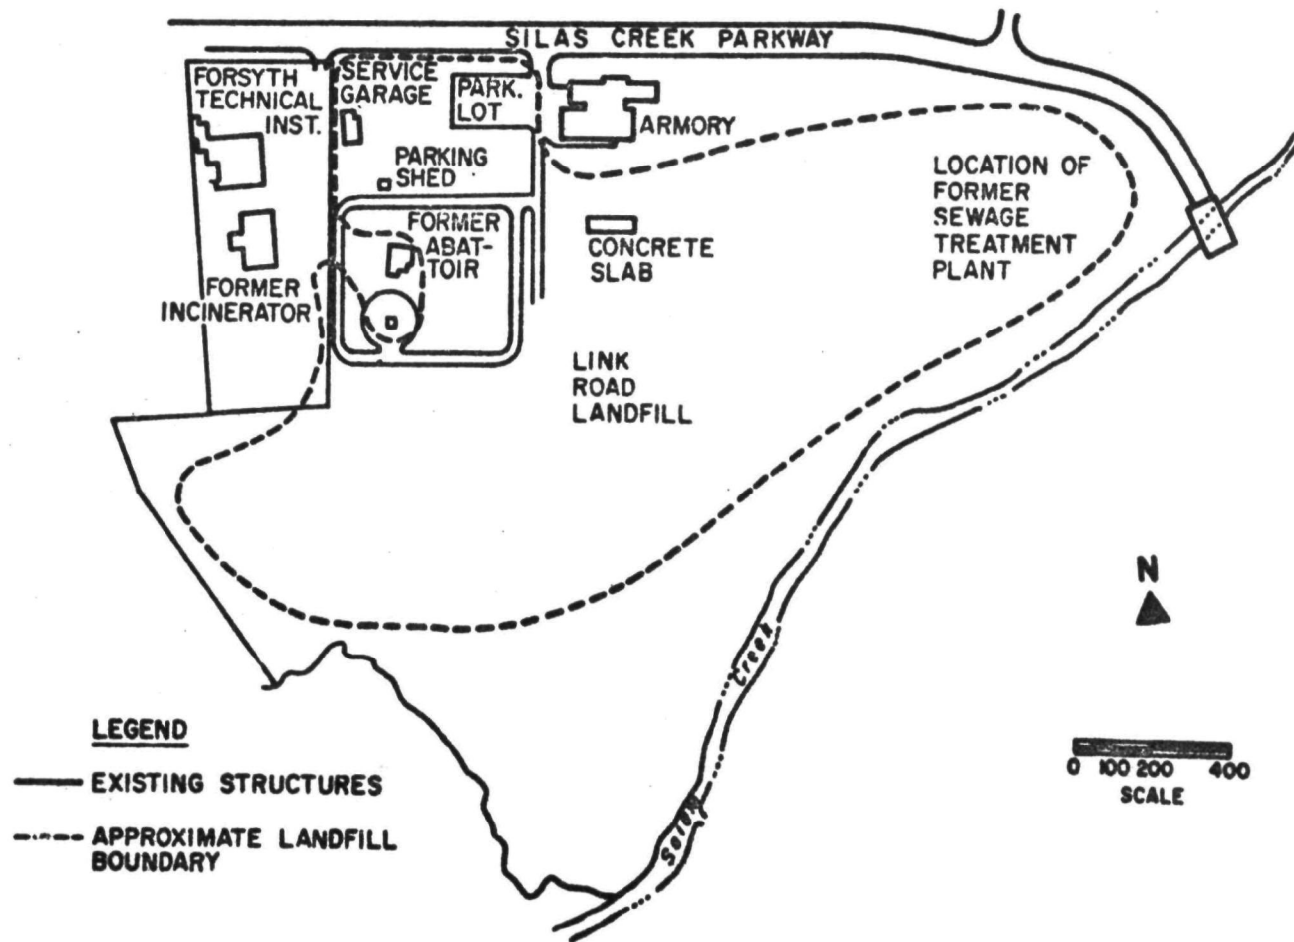 SILAS CREEK PARKWAY
FORSYTH
TECHNICAL
INST.
SERVICE
GARAGE
PARK.
LOT
ARMORY
PARKING
SHED
LOCATION OF
FORMER
SEWAGE
TREATMENT
PLANT
FORMER
ABAT-
TOIR
CONCRETE
SLAB
FORMER
INCINERATOR
LINK
ROAD
LANDFILL
N
Creek
Salem
0 100 200 400
SCALE
LEGEND
EXISTING STRUCTURES
APPROXIMATE LANDFILL
BOUNDARY